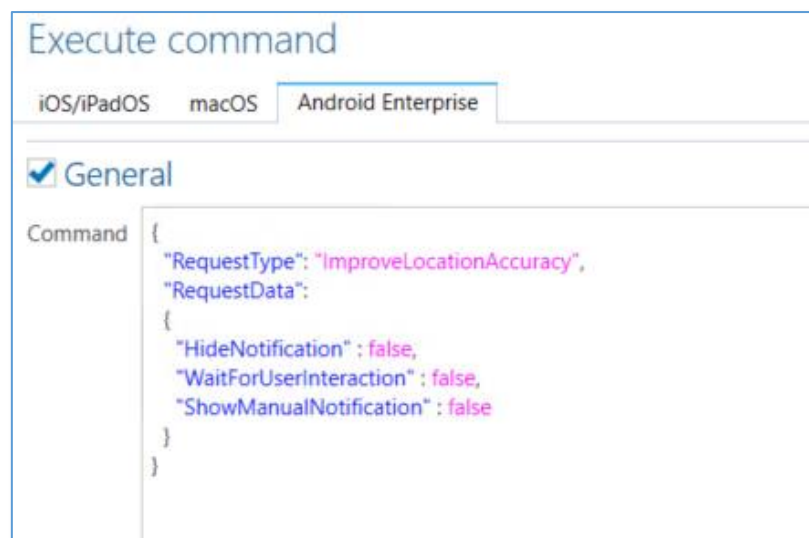 Execute command
iOS/iPadOS macOS Android Enterprise
General
Command {
"RequestType": "ImproveLocationAccuracy",
"RequestData":
{
"HideNotification" : false,
"WaitForUserInteraction" : false,
"ShowManualNotification" : false
}
}